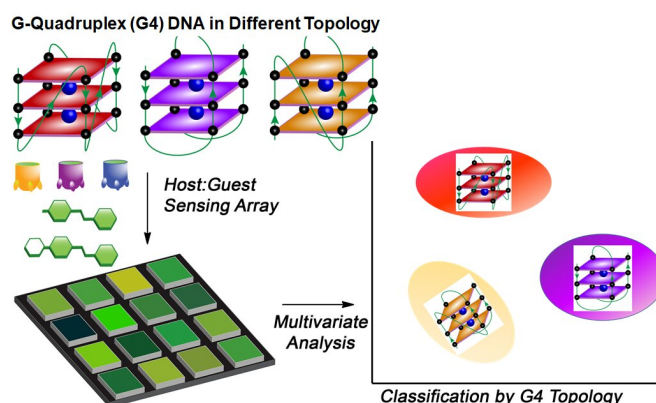 G-Quadruplex (G4) DNA in Different Topology
Host:Guest
Sensing Array
Multivariate
Analysis
Classification by G4 Topology